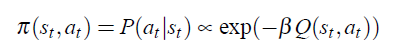 π(s_t, a_t) = P(a_t|s_t) ∝ exp(−βQ(s_t, a_t))